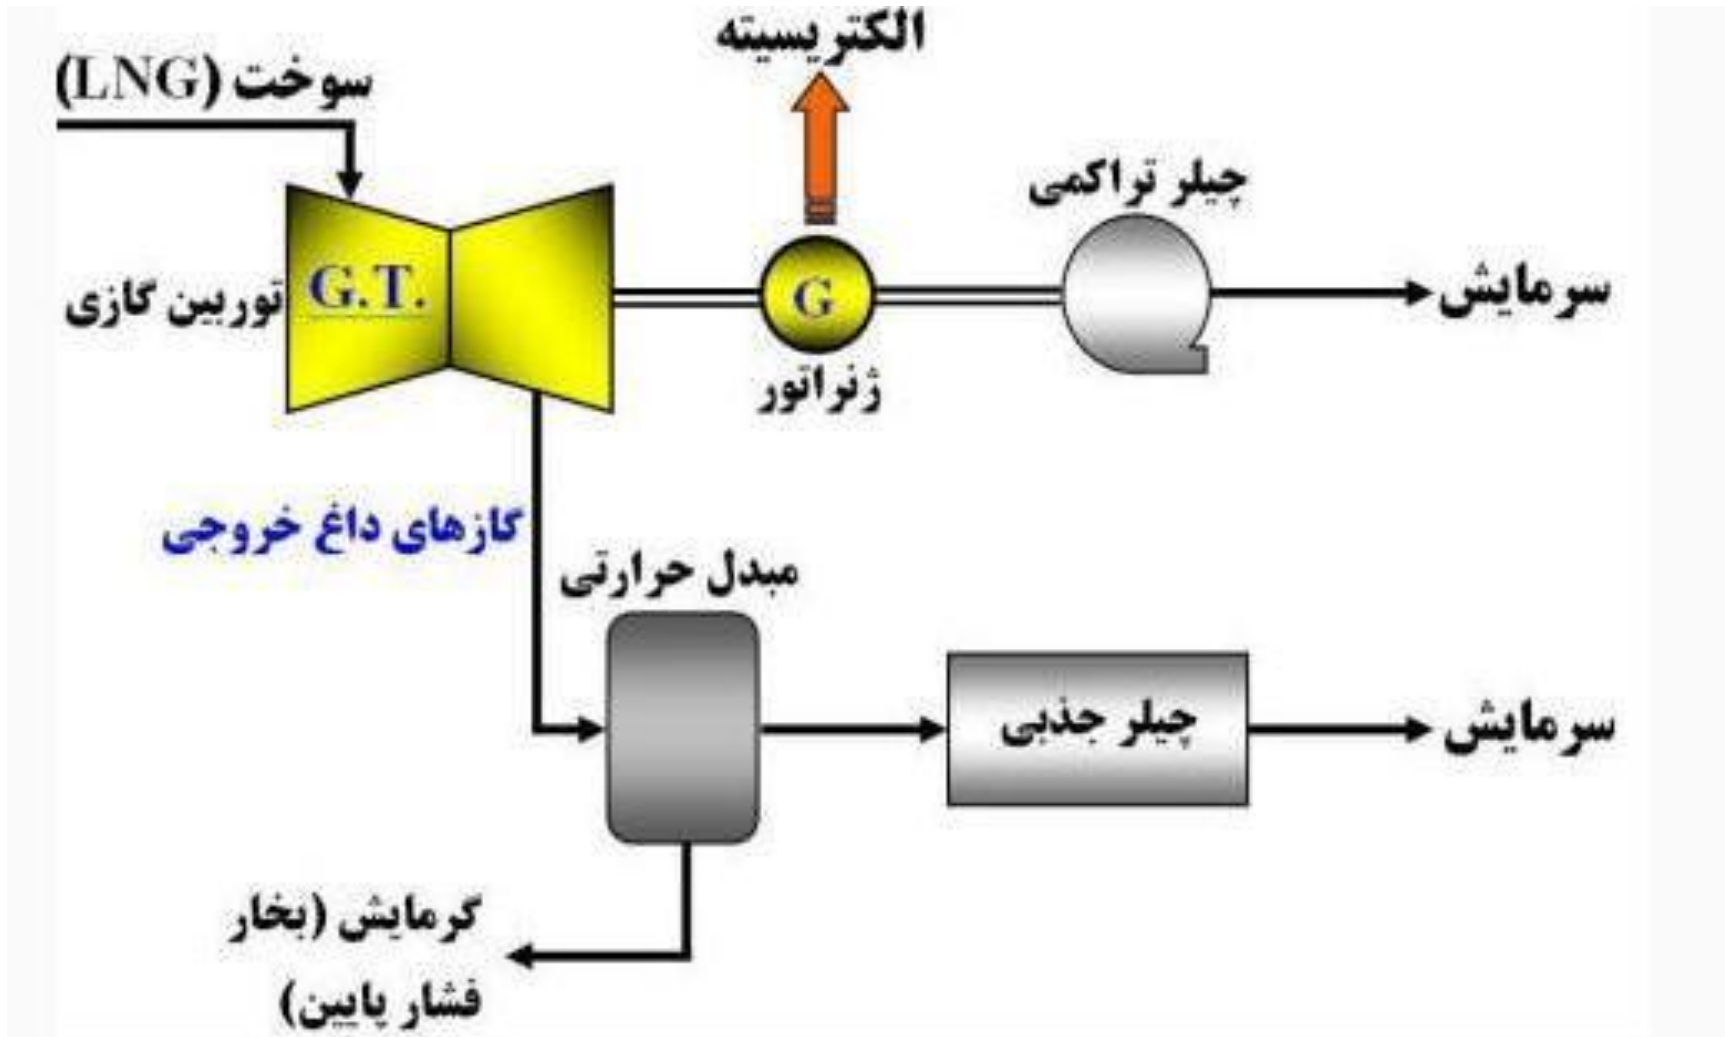 الکتریسیته
سوخت (LNG)
چیلر تراکمی
توربین گازی
G.T.
G
سرمایش
ژنراتور
گازهای داغ خروجی
مبدل حرارتی
چیلر جذبی
سرمایش
گرمایش (بخار
فشار پایین)